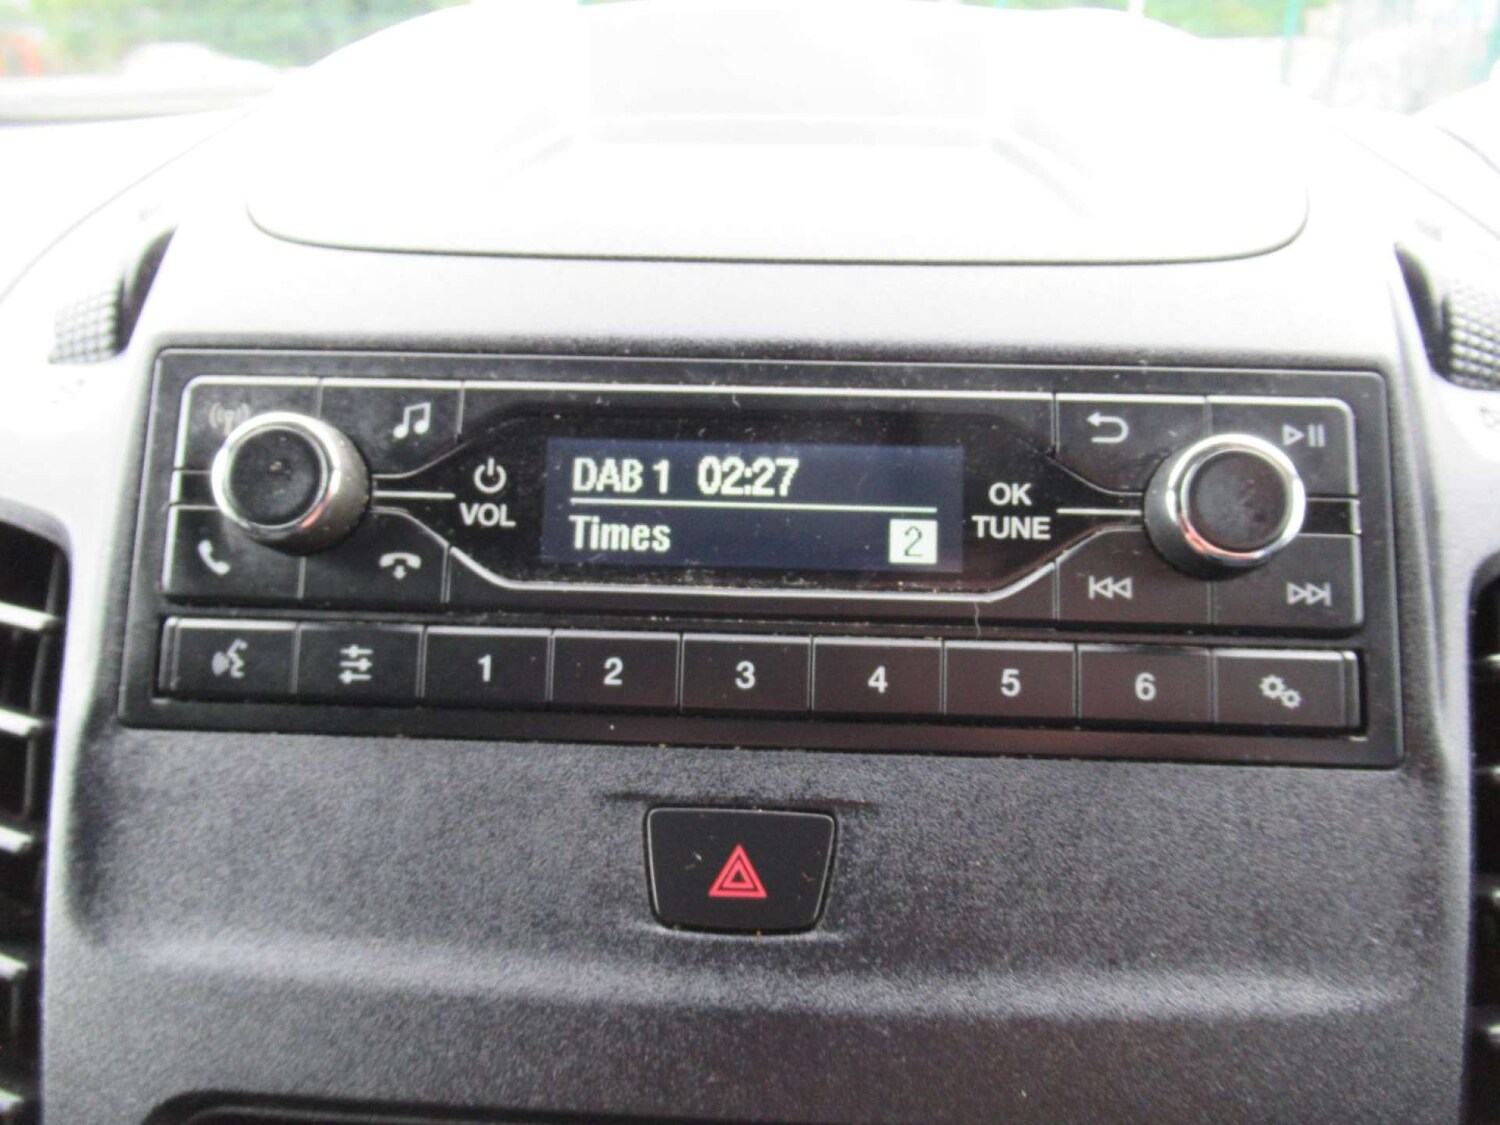 DAB 1 02:27
Times 2
VOL
OK
TUNE
1 2 3 4 5 6